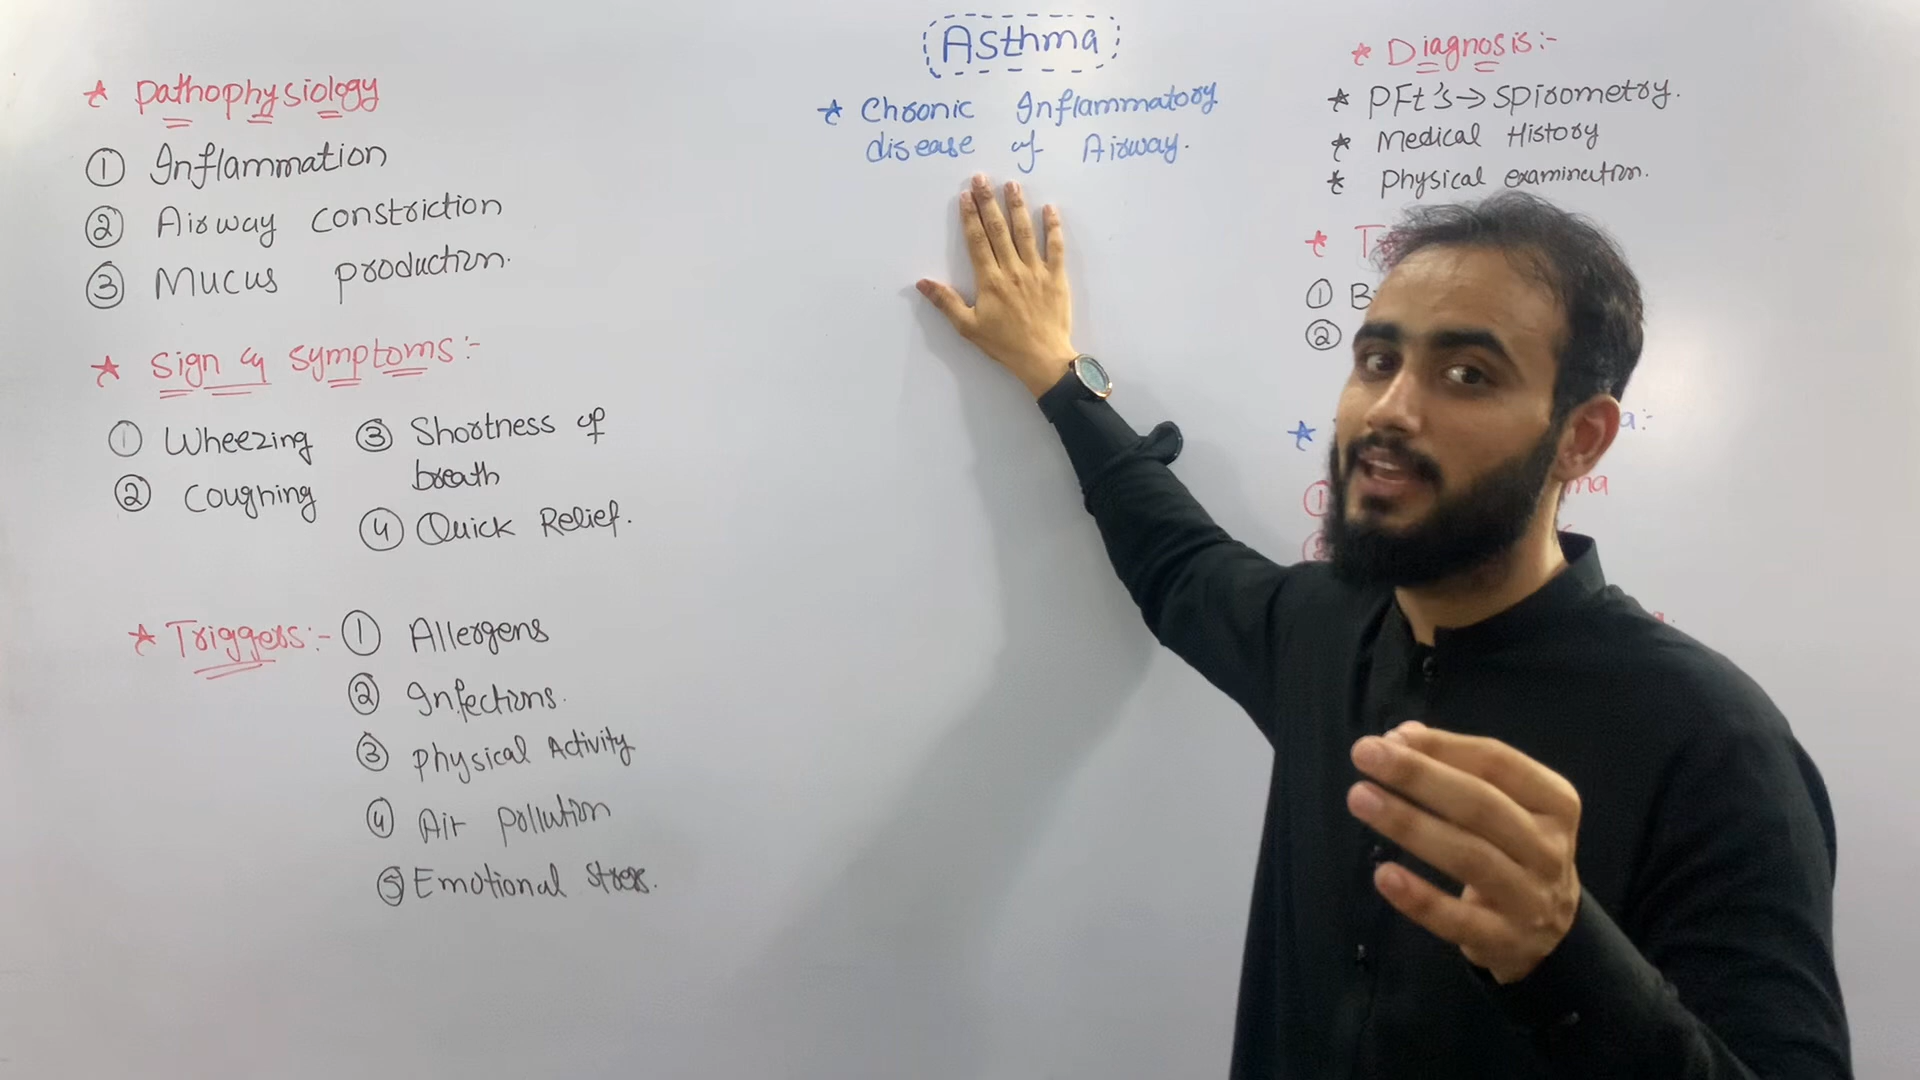 Asthma
* Chronic Inflammatory
disease of Airway.
* Pathophysiology
① Inflammation
② Airway constriction
③ Mucus production.
* Sign & Symptoms:-
① Wheezing
② Coughing
③ Shortness of
breath
④ Quick Relief.
* Triggers:-
① Allergens
② Infections.
③ Physical Activity
④ Air pollution
⑤ Emotional Stress.
* Diagnosis:-
* PFt's → Spirometry.
* Medical History
* Physical examination.
*
①
②
*
①
②